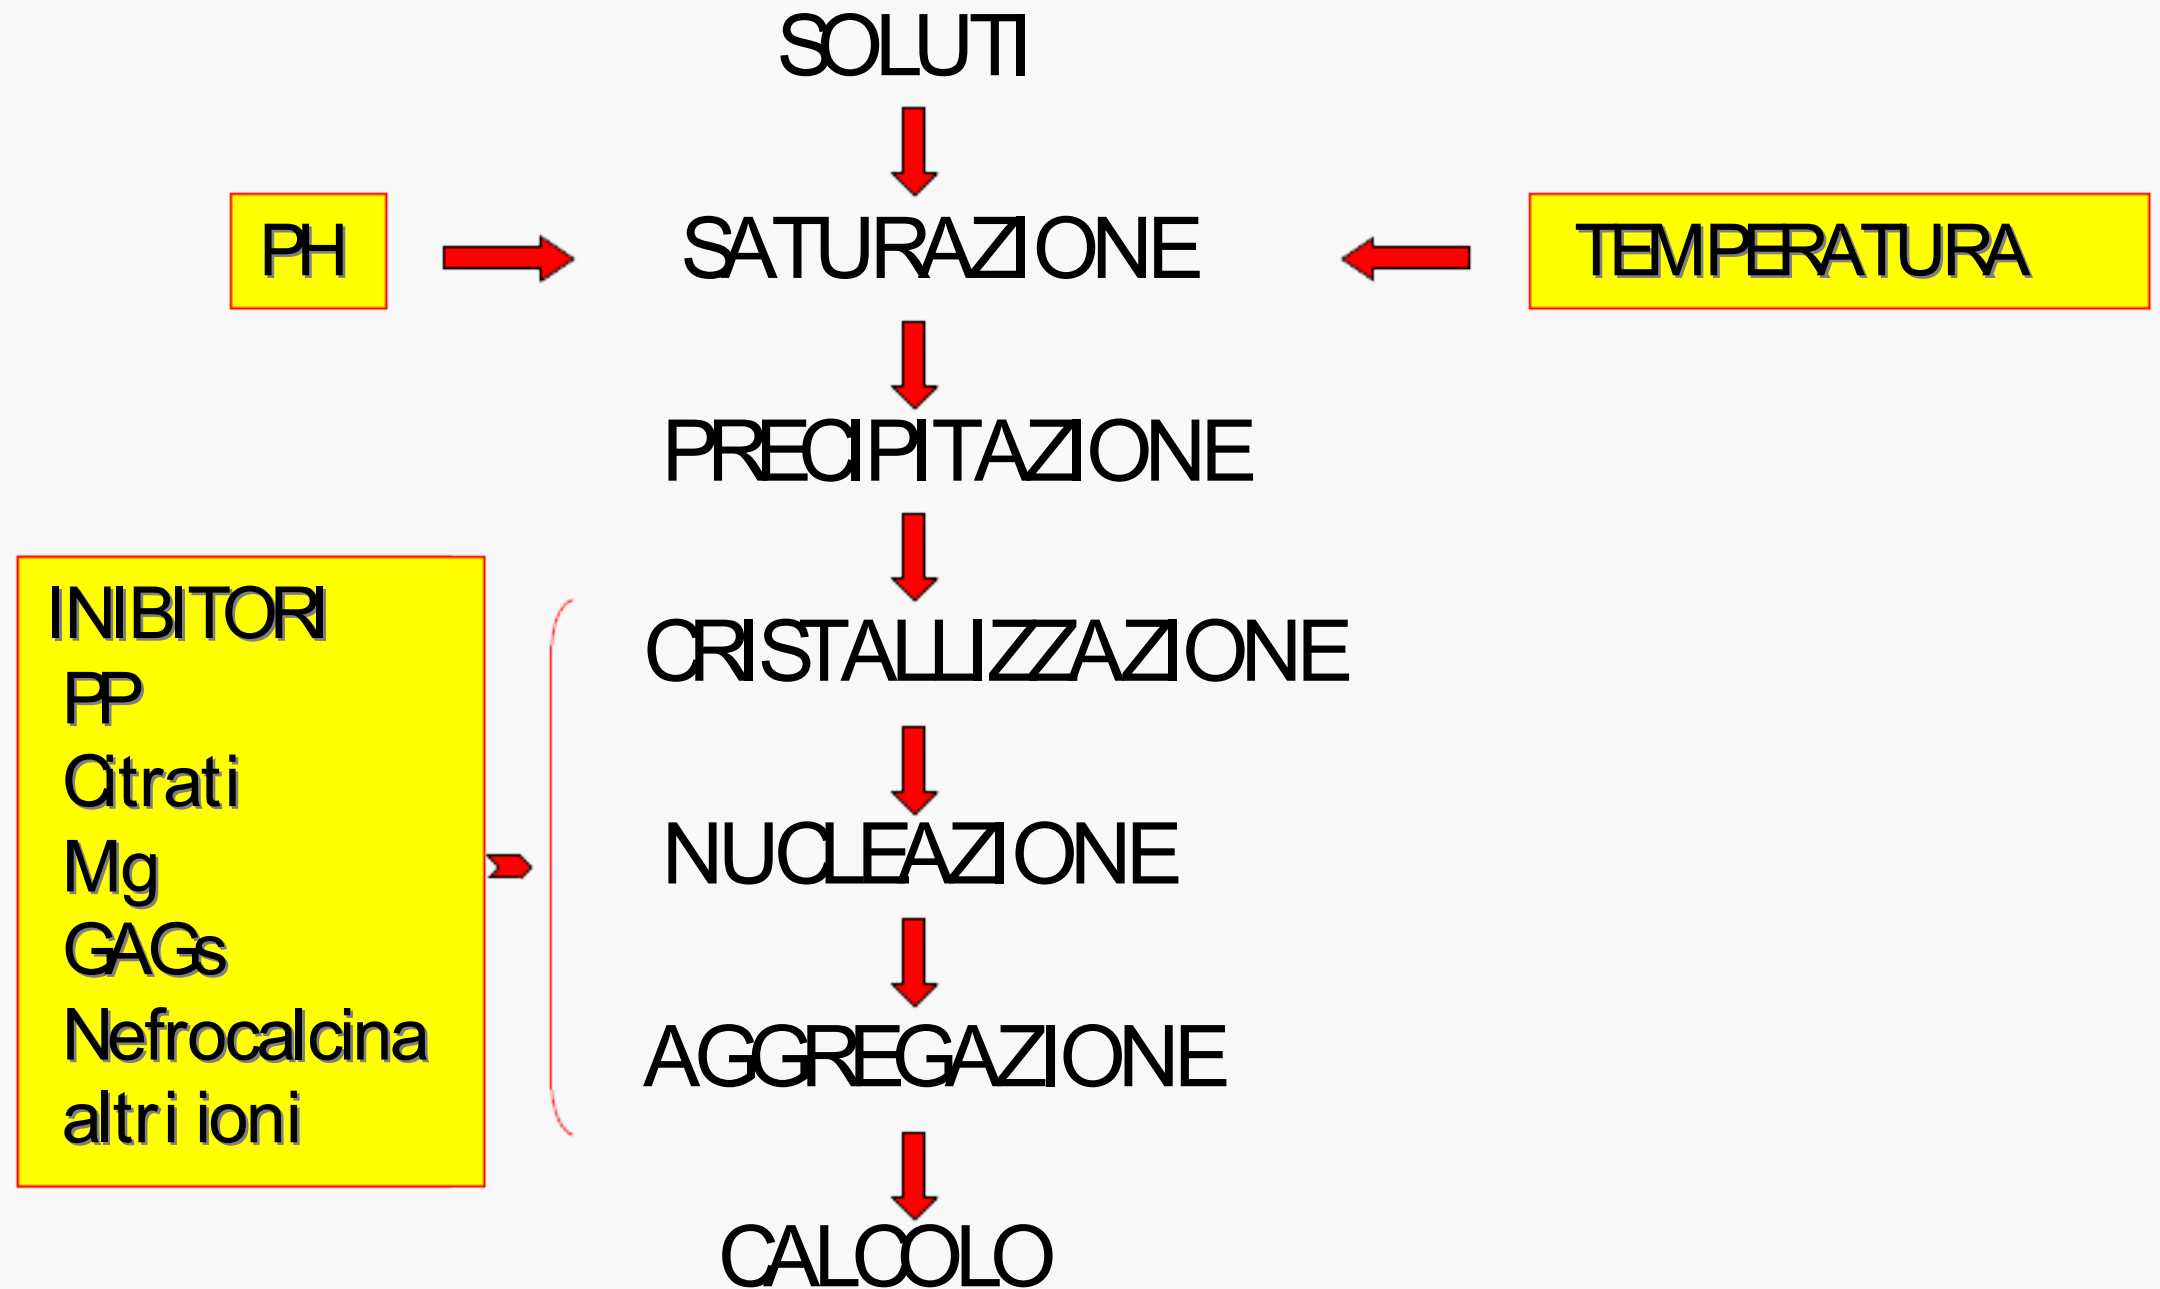 SOLUTI
PH
SATURAZIONE
TEMPERATURA
PRECIPITAZIONE
CRISTALLIZZAZIONE
NUCLEAZIONE
AGGREGAZIONE
CALCOLO
INIBITORI
PP
Citrati
Mg
GAGs
Nefrocalcina
altri ioni